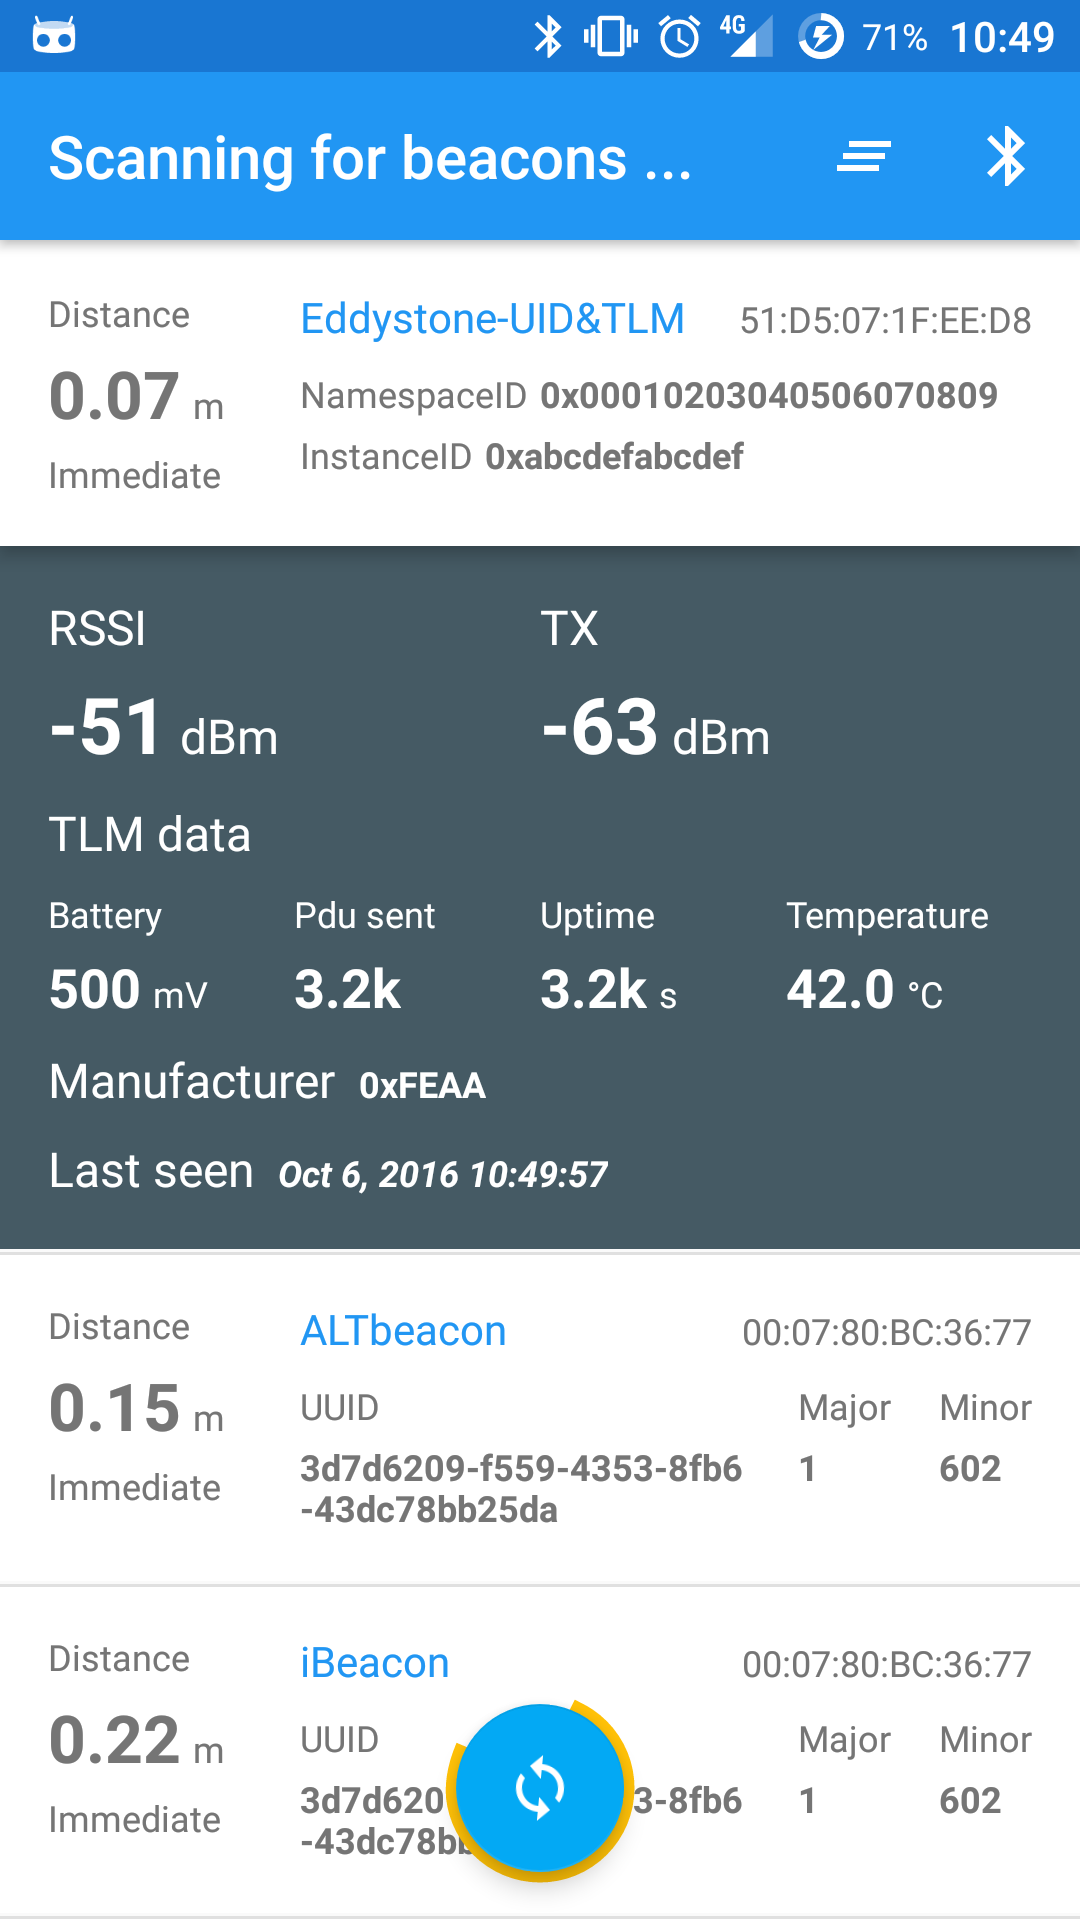 4G 71% 10:49
Scanning for beacons ...
Distance Eddystone-UID&TLM 51:D5:07:1F:EE:D8
0.07 m NamespaceID 0x00010203040506070809
Immediate InstanceID 0xabcdefabcdef
RSSI TX
-51 dBm -63 dBm
TLM data
Battery Pdu sent Uptime Temperature
500 mV 3.2k 3.2k s 42.0 °C
Manufacturer 0xFEAA
Last seen Oct 6, 2016 10:49:57
Distance ALTbeacon 00:07:80:BC:36:77
0.15 m UUID Major Minor
Immediate 3d7d6209-f559-4353-8fb6 1 602
-43dc78bb25da
Distance iBeacon 00:07:80:BC:36:77
0.22 m UUID Major Minor
Immediate 3d7d620 3-8fb6 1 602
-43dc78b